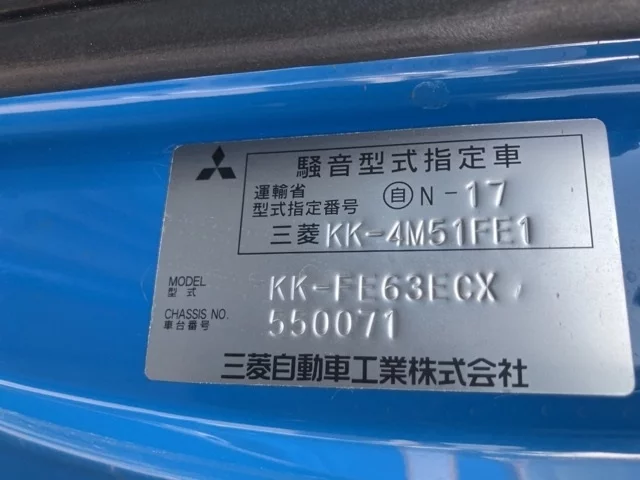 騒音型式指定車
運輸省
型式指定番号 自 N-17
三菱 KK-4M51FE1
MODEL
型式 KK-FE63ECX
CHASSIS NO.
車台番号 550071
三菱自動車工業株式会社